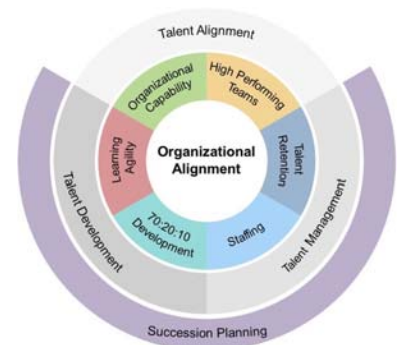 Talent Alignment
Organizational
Capability
High Performing
Teams
Learning
Agility
Organizational
Alignment
Talent
Retention
70:20:10
Development
Staffing
Talent Development
Talent Management
Succession Planning